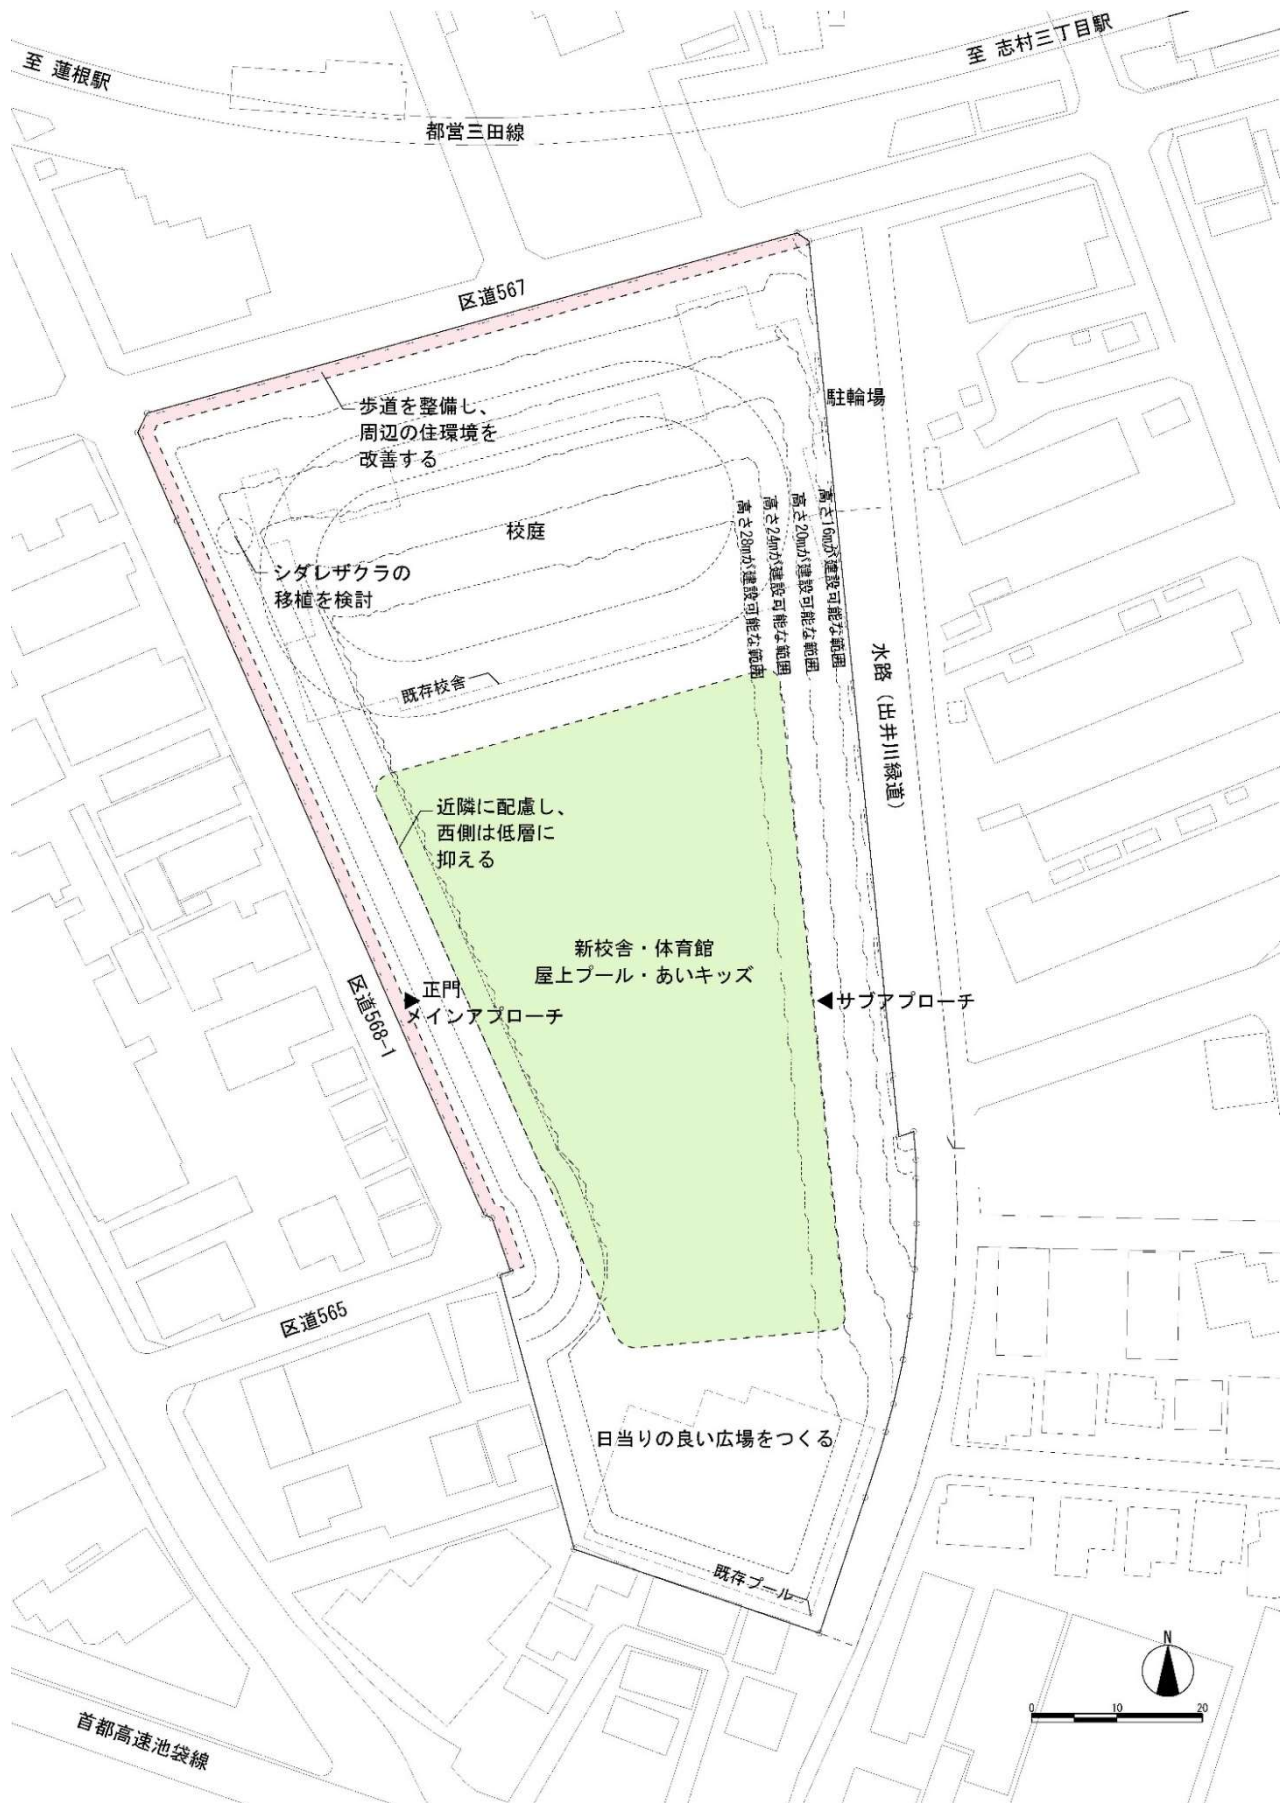 至 蓮根駅
至 志村三丁目駅
都営三田線
区道567
歩道を整備し、
周辺の住環境を
改善する
駐輪場
校庭
シダレザクラの
移植を検討
高さ28mが建設可能な範囲
高さ24mが建設可能な範囲
高さ20mが建設可能な範囲
高さ16mが建設可能な範囲
水路（出井川緑道）
既存校舎
近隣に配慮し、
西側は低層に
抑える
新校舎・体育館
屋上プール・あいキッズ
区道568-1
正門
メインアプローチ
サブアプローチ
区道565
日当りの良い広場をつくる
既存プール
首都高速池袋線
N
0 10 20